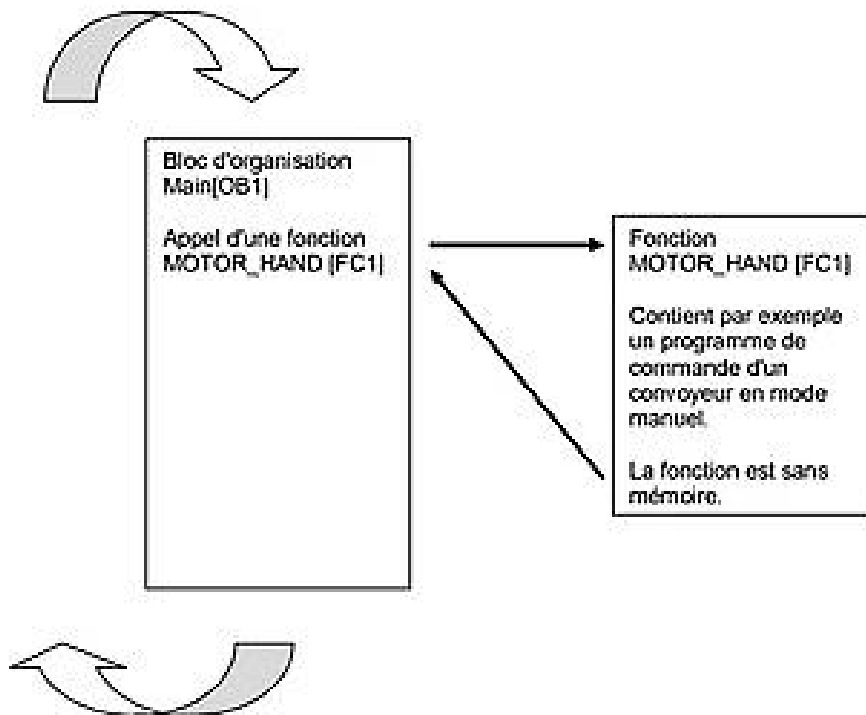 Bloc d'organisation
Main[OB1]
Appel d'une fonction
MOTOR_HAND [FC1]
Fonction
MOTOR_HAND [FC1]
Contient par exemple
un programme de
commande d'un
convoyeur en mode
manuel.
La fonction est sans
mémoire.